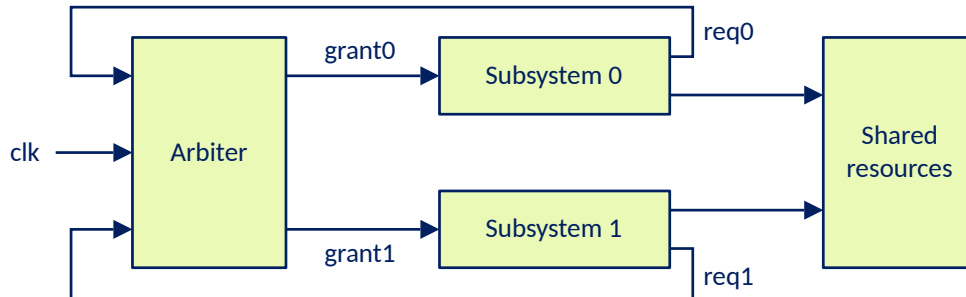 req0
grant0
Subsystem 0
clk
Arbiter
Shared
resources
Subsystem 1
grant1
req1